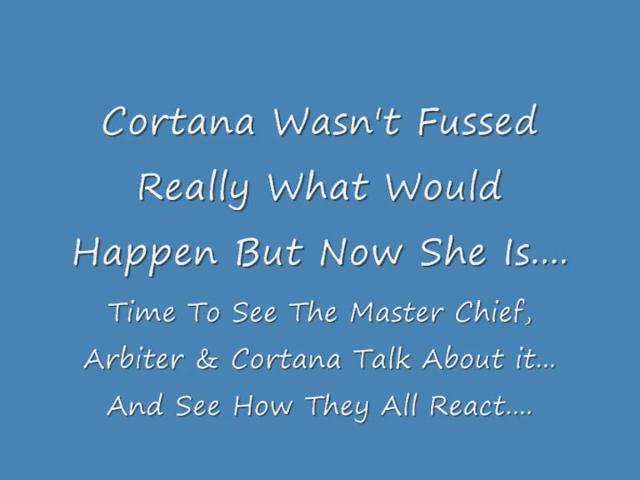 Cortana Wasn't Fussed
Really What Would
Happen But Now She Is....
Time To See The Master Chief,
Arbiter & Cortana Talk About it...
And See How They All React....